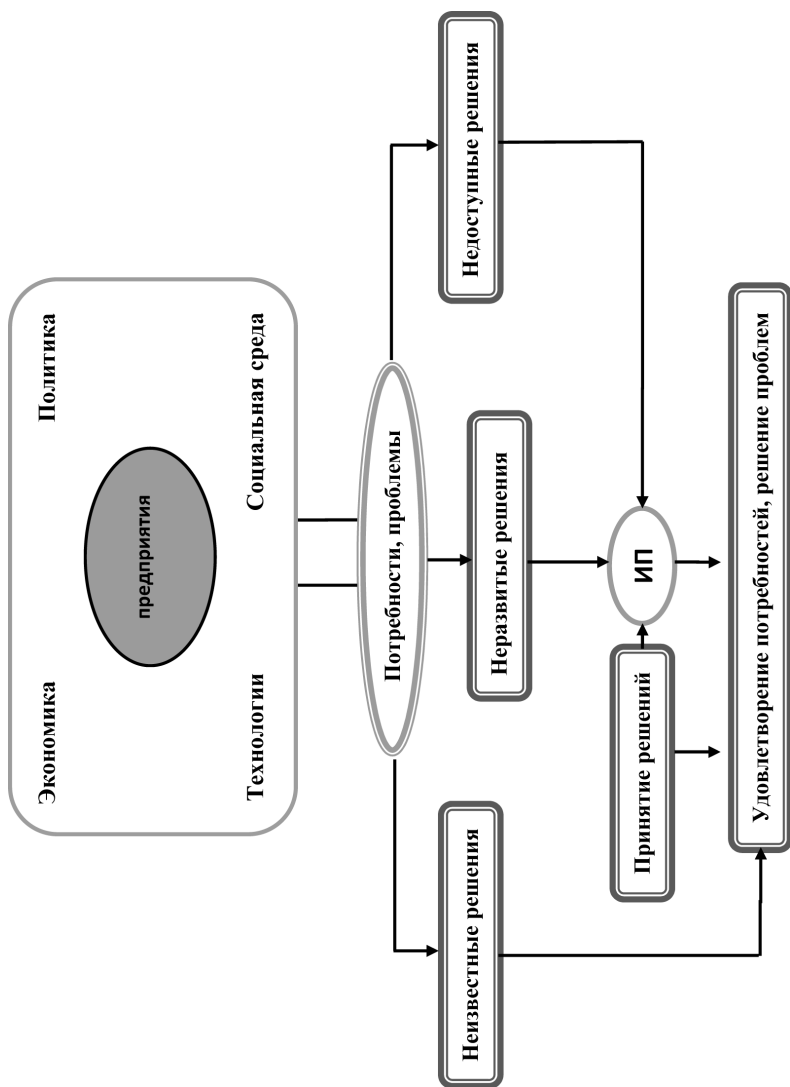 Экономика
Политика
предприятия
Технологии
Социальная среда
Потребности, проблемы
Неизвестные решения
Неразвитые решения
Недоступные решения
Принятие решений
ИП
Удовлетворение потребностей, решение проблем